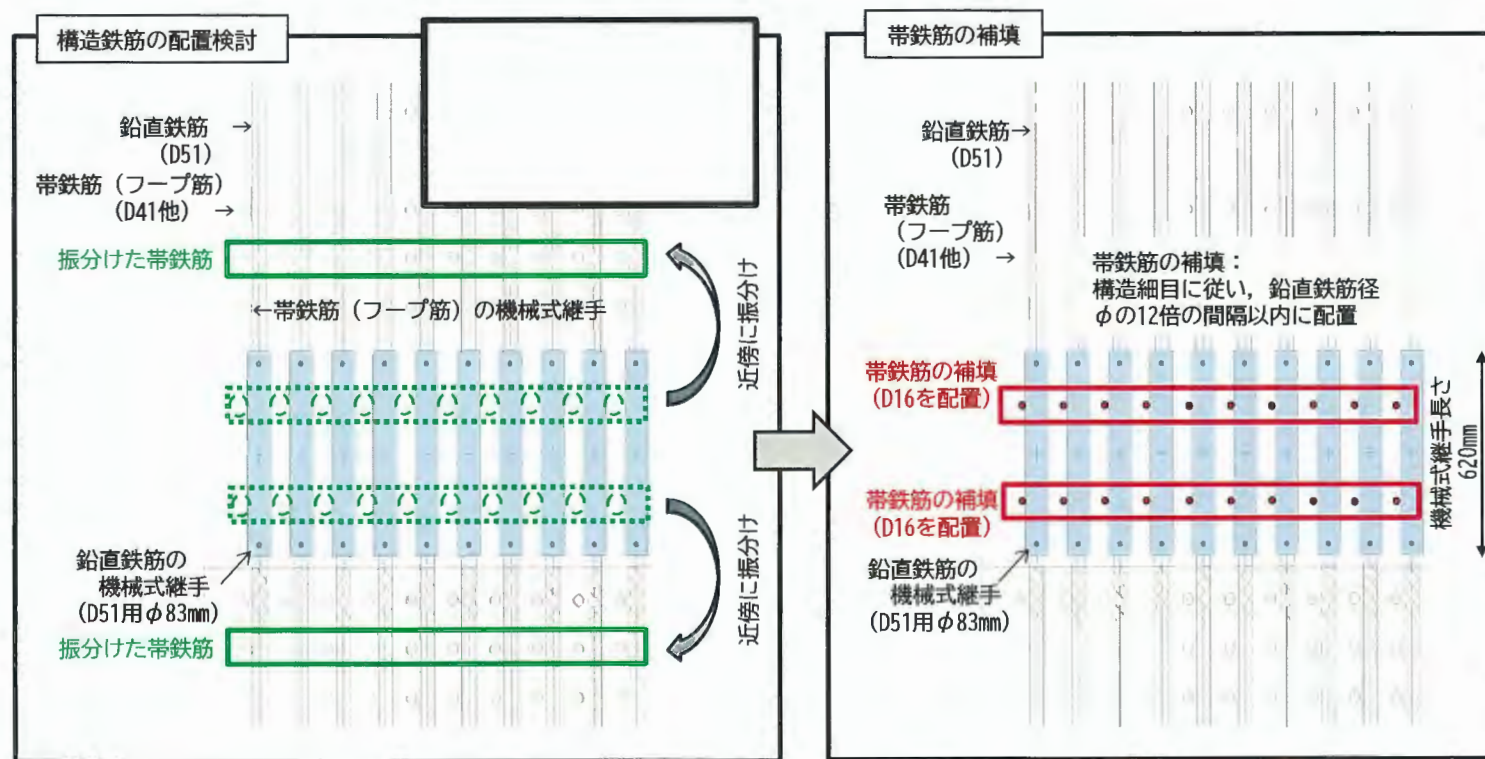 構造鉄筋の配置検討
鉛直鉄筋 →
(D51)
帯鉄筋（フープ筋）
(D41他) →
振分けた帯鉄筋
←帯鉄筋（フープ筋）の機械式継手
近傍に振分け
近傍に振分け
鉛直鉄筋の
機械式継手
(D51用φ83mm)
振分けた帯鉄筋
帯鉄筋の補填
鉛直鉄筋→
(D51)
帯鉄筋
（フープ筋）
(D41他) →
帯鉄筋の補填：
構造細目に従い，鉛直鉄筋径
φの12倍の間隔以内に配置
帯鉄筋の補填
(D16を配置)
帯鉄筋の補填
(D16を配置)
機械式継手長さ
620mm
鉛直鉄筋の
機械式継手
(D51用φ83mm)